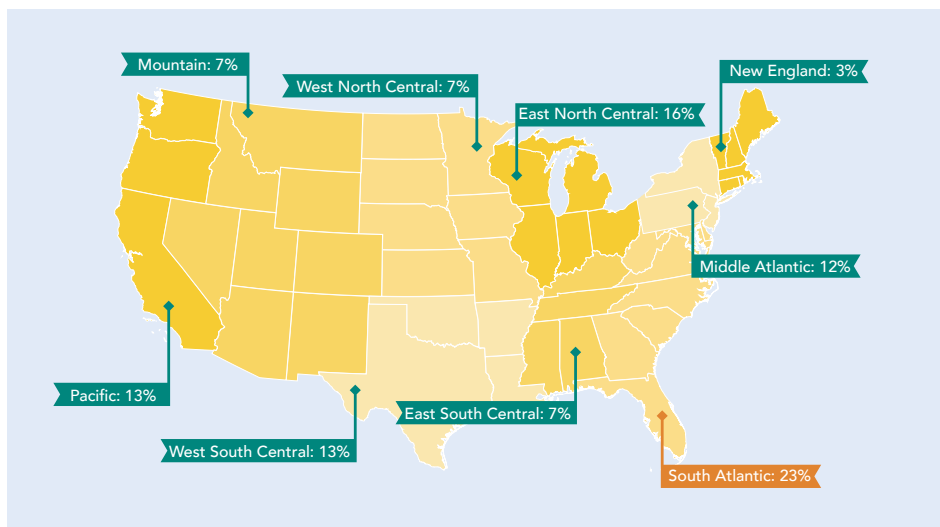 Mountain: 7%
New England: 3%
West North Central: 7%
East North Central: 16%
Middle Atlantic: 12%
Pacific: 13%
East South Central: 7%
West South Central: 13%
South Atlantic: 23%